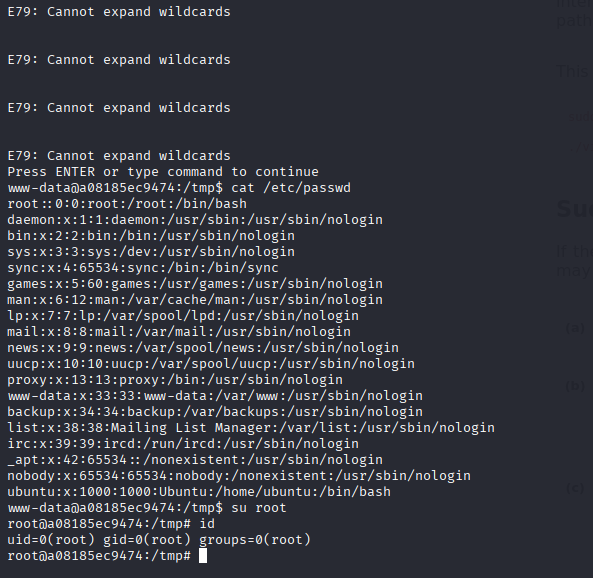 E79: Cannot expand wildcards
E79: Cannot expand wildcards
E79: Cannot expand wildcards
E79: Cannot expand wildcards
Press ENTER or type command to continue
www-data@a08185ec9474:/tmp$ cat /etc/passwd
root::0:0:root:/root:/bin/bash
daemon:x:1:1:daemon:/usr/sbin:/usr/sbin/nologin
bin:x:2:2:bin:/bin:/usr/sbin/nologin
sys:x:3:3:sys:/dev:/usr/sbin/nologin
sync:x:4:65534:sync:/bin:/bin/sync
games:x:5:60:games:/usr/games:/usr/sbin/nologin
man:x:6:12:man:/var/cache/man:/usr/sbin/nologin
lp:x:7:7:lp:/var/spool/lpd:/usr/sbin/nologin
mail:x:8:8:mail:/var/mail:/usr/sbin/nologin
news:x:9:9:news:/var/spool/news:/usr/sbin/nologin
uucp:x:10:10:uucp:/var/spool/uucp:/usr/sbin/nologin
proxy:x:13:13:proxy:/bin:/usr/sbin/nologin
www-data:x:33:33:www-data:/var/www:/usr/sbin/nologin
backup:x:34:34:backup:/var/backups:/usr/sbin/nologin
list:x:38:38:Mailing List Manager:/var/list:/usr/sbin/nologin
irc:x:39:39:ircd:/run/ircd:/usr/sbin/nologin
_apt:x:42:65534::/nonexistent:/usr/sbin/nologin
nobody:x:65534:65534:nobody:/nonexistent:/usr/sbin/nologin
ubuntu:x:1000:1000:Ubuntu:/home/ubuntu:/bin/bash
www-data@a08185ec9474:/tmp$ su root
root@a08185ec9474:/tmp# id
uid=0(root) gid=0(root) groups=0(root)
root@a08185ec9474:/tmp#
This
If the
may
(a)
(b)
(c)